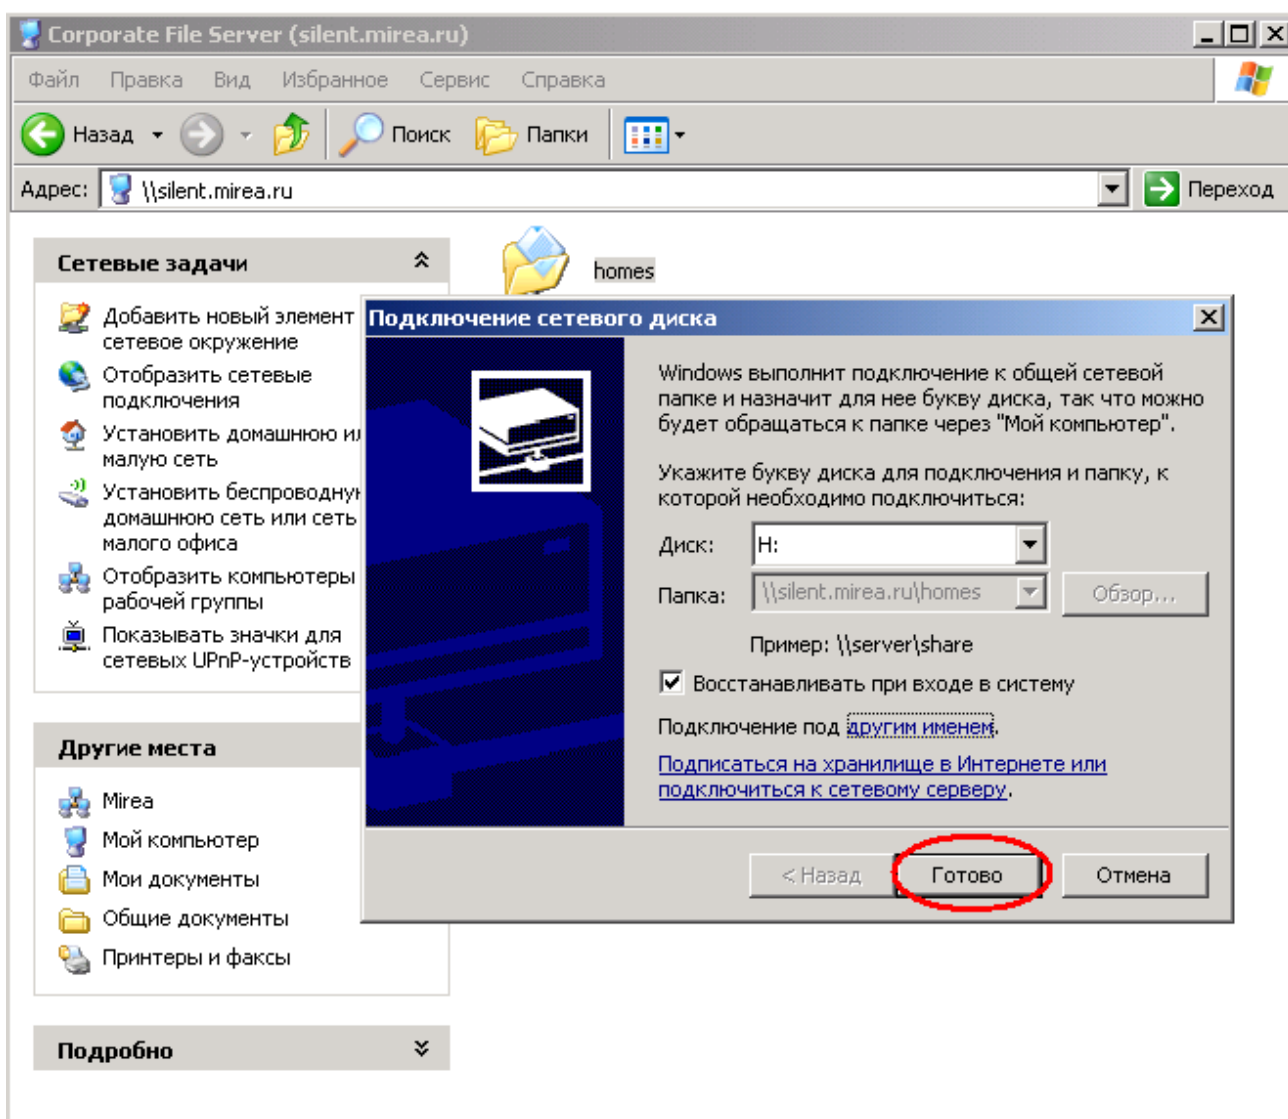 Corporate File Server (silent.mirea.ru)
Файл Правка Вид Избранное Сервис Справка
Назад Поиск Папки
Адрес: \\silent.mirea.ru Переход
Сетевые задачи
Добавить новый элемент
сетевое окружение
Отобразить сетевые
подключения
Установить домашнюю ил
малую сеть
Установить беспроводную
домашнюю сеть или сеть
малого офиса
Отобразить компьютеры
рабочей группы
Показывать значки для
сетевых UPnP-устройств
Другие места
Mirea
Мой компьютер
Мои документы
Общие документы
Принтеры и факсы
Подробно
homes
Подключение сетевого диска
Windows выполнит подключение к общей сетевой
папке и назначит для нее букву диска, так что можно
будет обращаться к папке через "Мой компьютер".
Укажите букву диска для подключения и папку, к
которой необходимо подключиться:
Диск: H:
Папка: \\silent.mirea.ru\homes Обзор...
Пример: \\server\share
Восстанавливать при входе в систему
Подключение под другим именем.
Подписаться на хранилище в Интернете или
подключиться к сетевому серверу.
< Назад Готово Отмена